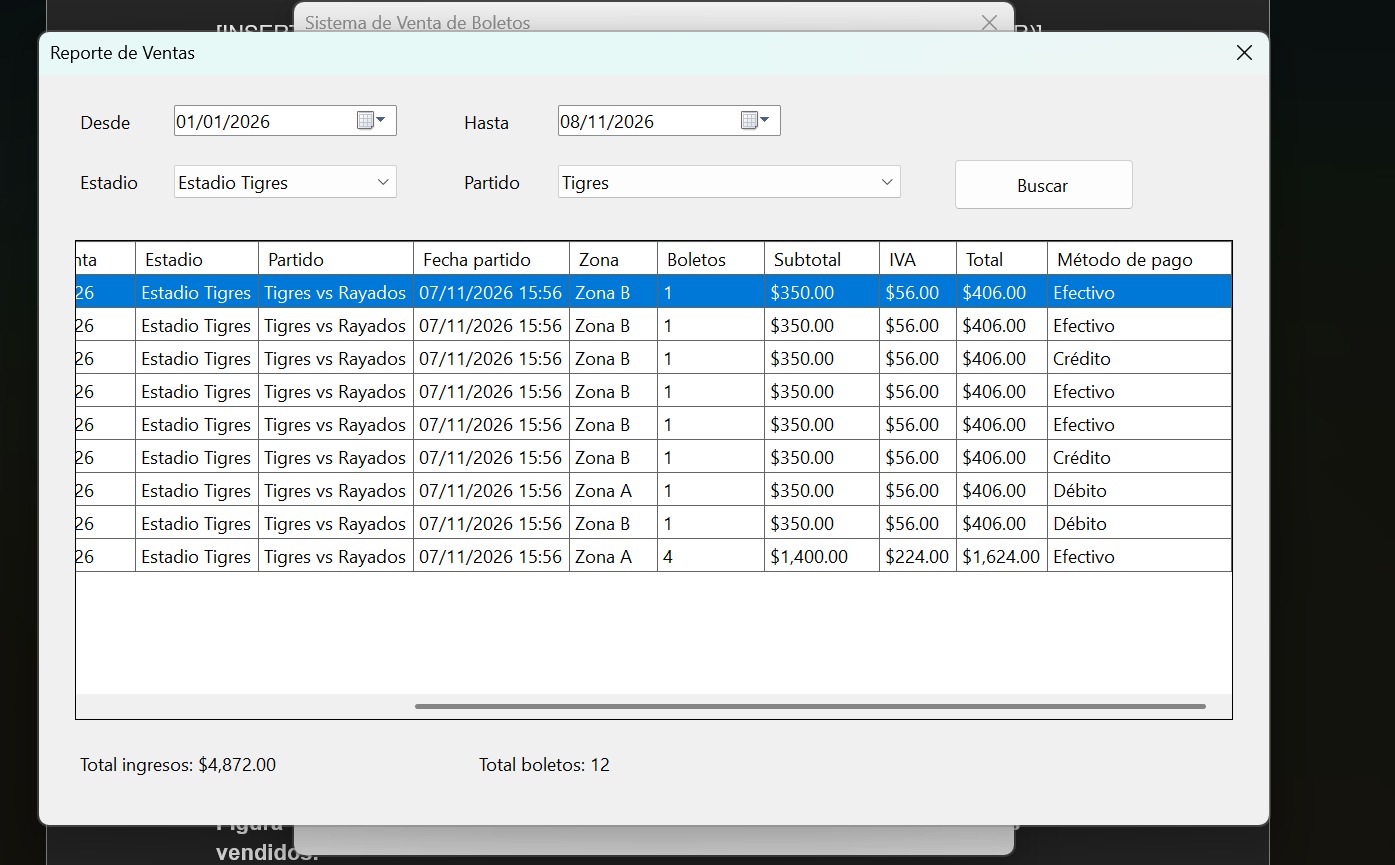 [INSERT
Sistema de Venta de Boletos
Reporte de Ventas
Desde 01/01/2026 Hasta 08/11/2026
Estadio Estadio Tigres Partido Tigres Buscar
nta Estadio Partido Fecha partido Zona Boletos Subtotal IVA Total Método de pago
26 Estadio Tigres Tigres vs Rayados 07/11/2026 15:56 Zona B 1 $350.00 $56.00 $406.00 Efectivo
26 Estadio Tigres Tigres vs Rayados 07/11/2026 15:56 Zona B 1 $350.00 $56.00 $406.00 Efectivo
26 Estadio Tigres Tigres vs Rayados 07/11/2026 15:56 Zona B 1 $350.00 $56.00 $406.00 Crédito
26 Estadio Tigres Tigres vs Rayados 07/11/2026 15:56 Zona B 1 $350.00 $56.00 $406.00 Efectivo
26 Estadio Tigres Tigres vs Rayados 07/11/2026 15:56 Zona B 1 $350.00 $56.00 $406.00 Efectivo
26 Estadio Tigres Tigres vs Rayados 07/11/2026 15:56 Zona B 1 $350.00 $56.00 $406.00 Crédito
26 Estadio Tigres Tigres vs Rayados 07/11/2026 15:56 Zona A 1 $350.00 $56.00 $406.00 Débito
26 Estadio Tigres Tigres vs Rayados 07/11/2026 15:56 Zona B 1 $350.00 $56.00 $406.00 Débito
26 Estadio Tigres Tigres vs Rayados 07/11/2026 15:56 Zona A 4 $1,400.00 $224.00 $1,624.00 Efectivo
Total ingresos: $4,872.00 Total boletos: 12
Figura
vendidos.